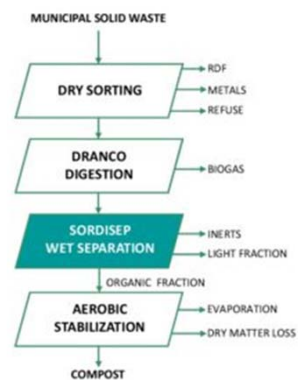 MUNICIPAL SOLID WASTE
DRY SORTING
RDF
METALS
REFUSE
DRANCO
DIGESTION
BIOGAS
SORDISEP
WET SEPARATION
INERTS
LIGHT FRACTION
ORGANIC FRACTION
AEROBIC
STABILIZATION
EVAPORATION
DRY MATTER LOSS
COMPOST